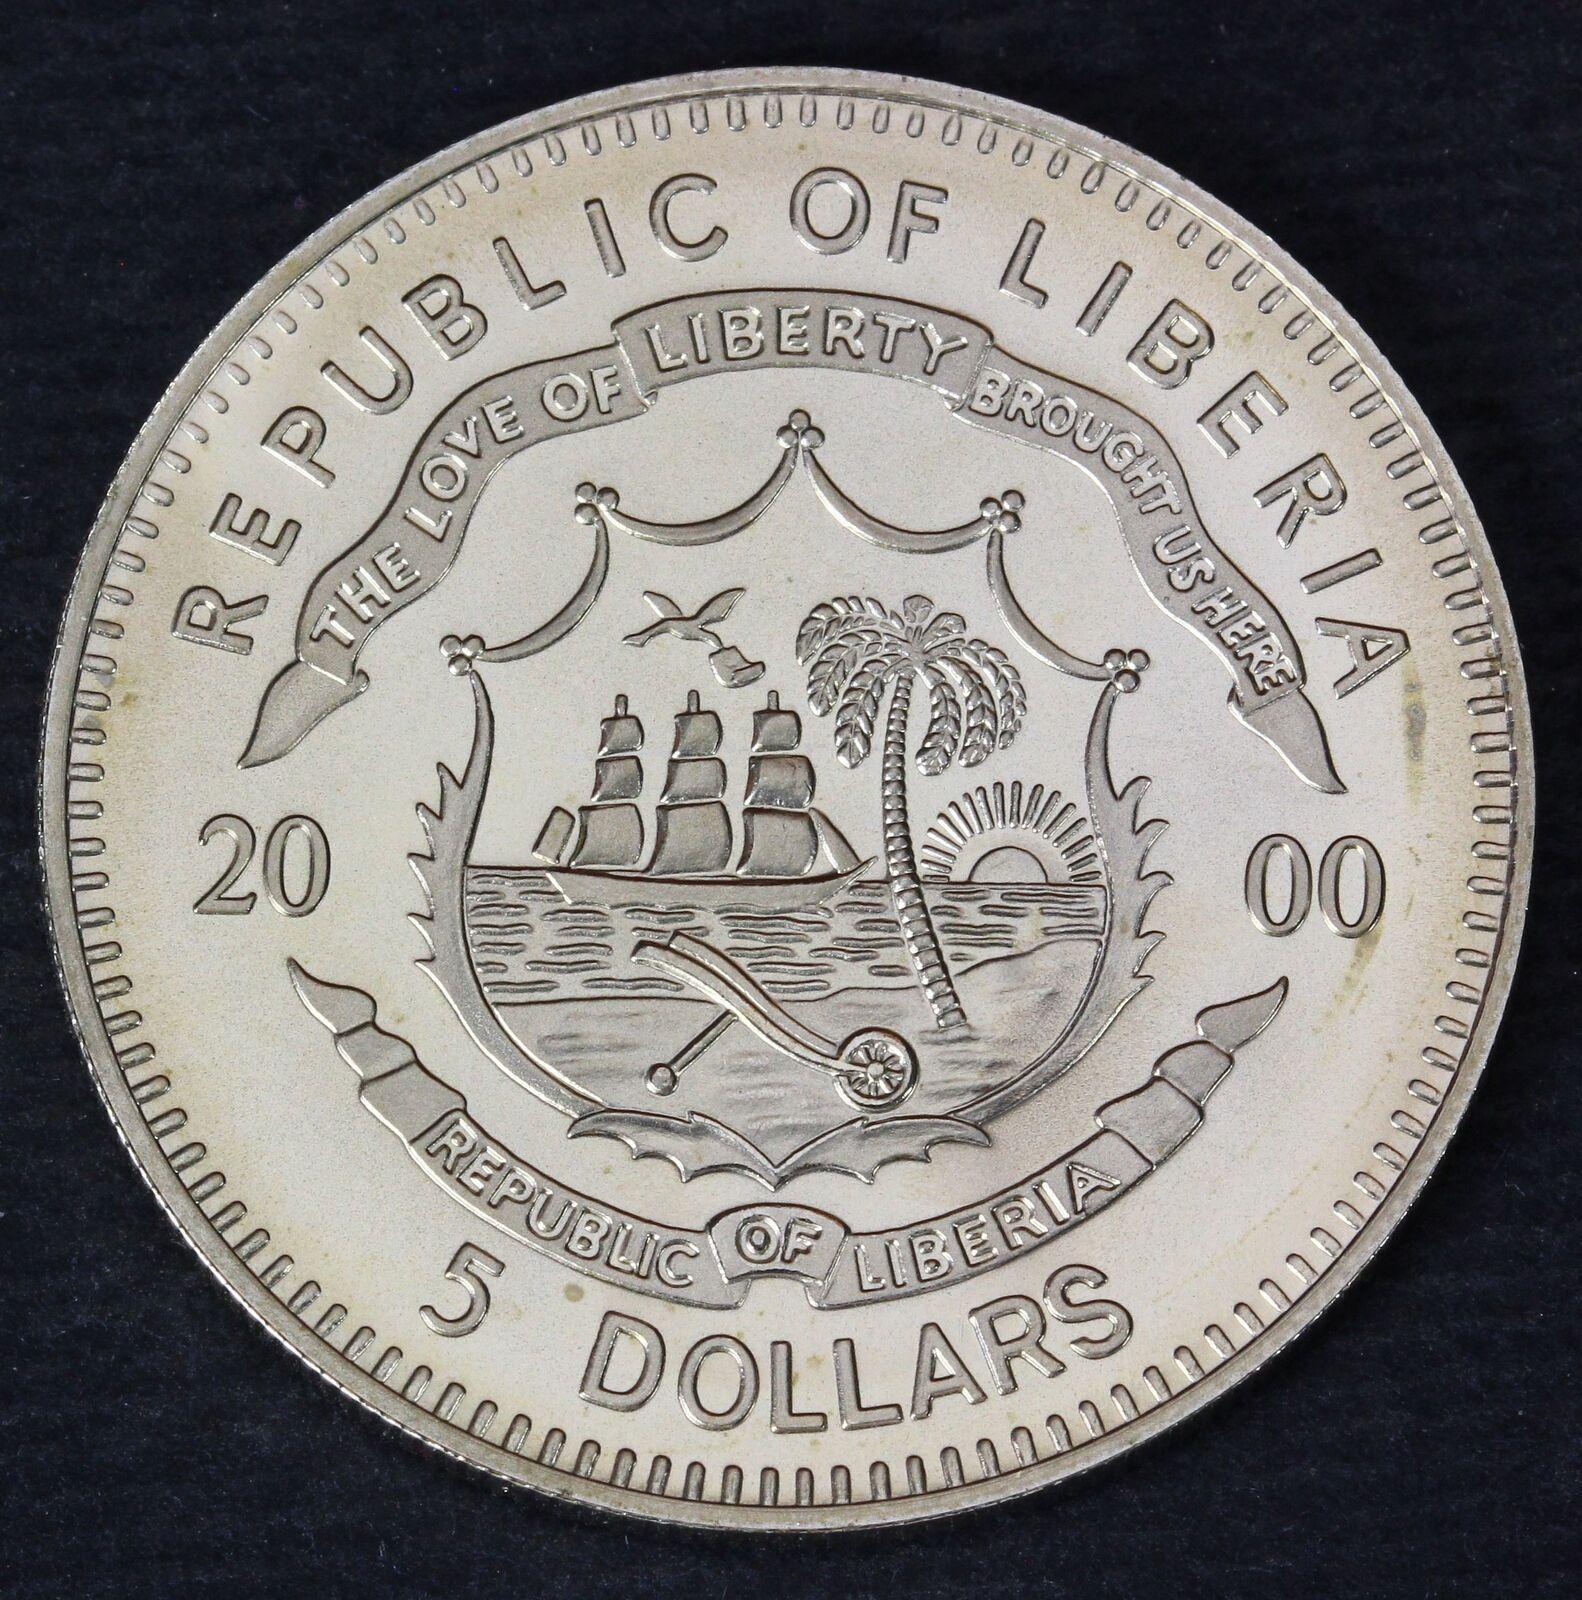 REPUBLIC OF LIBERIA
THE LOVE OF LIBERTY BROUGHT US HERE
20 00
REPUBLIC OF LIBERIA
5 DOLLARS